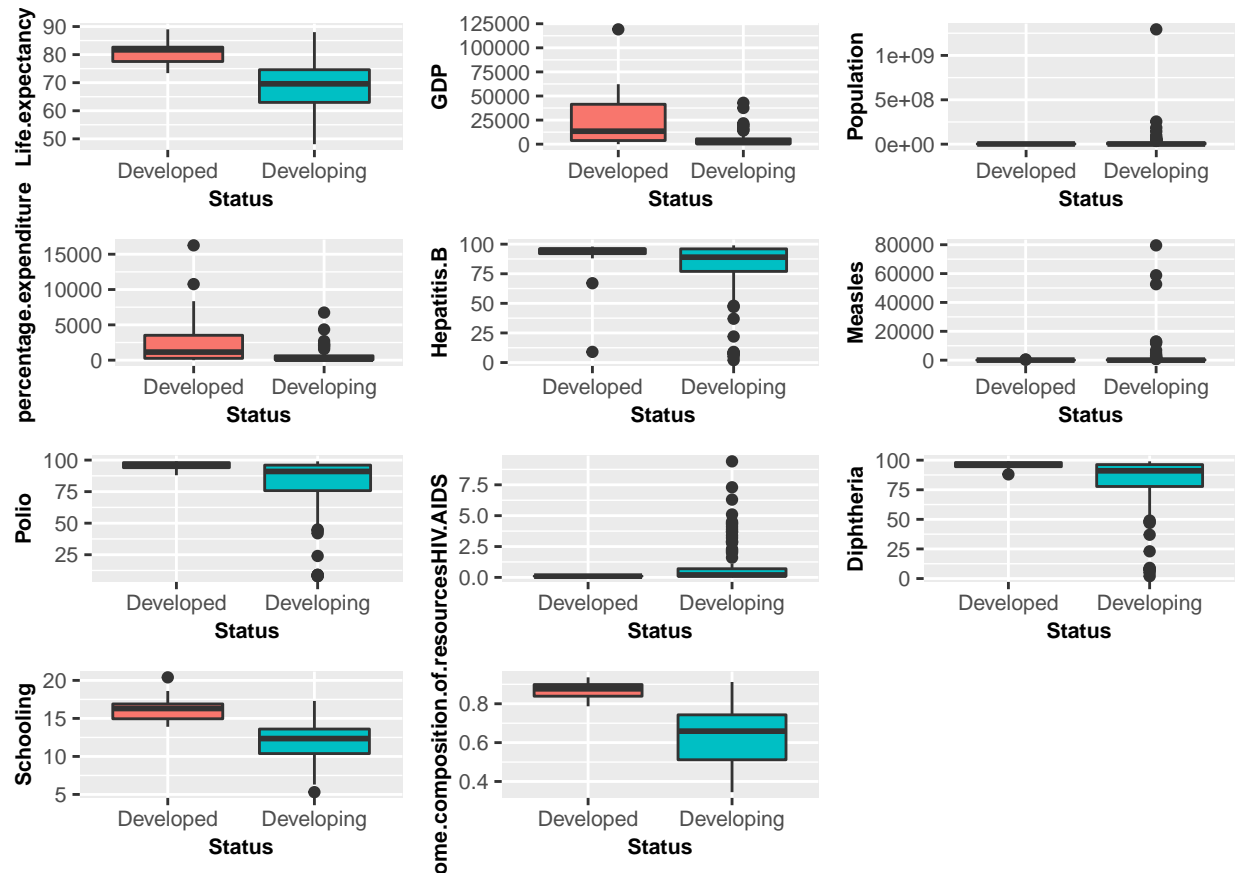 Life.expectancy
90
80
70
60
50
Developed Developing
Status
GDP
125000
100000
75000
50000
25000
0
Developed Developing
Status
Population
1e+09
5e+08
0e+00
Developed Developing
Status
percentage.expenditure
15000
10000
5000
0
Developed Developing
Status
Hepatitis.B
100
75
50
25
0
Developed Developing
Status
Measles
80000
60000
40000
20000
0
Developed Developing
Status
Polio
100
75
50
25
Developed Developing
Status
HIV.AIDS
7.5
5.0
2.5
0.0
Developed Developing
Status
Diphtheria
100
75
50
25
0
Developed Developing
Status
Schooling
20
15
10
5
Developed Developing
Status
ome.composition.of.resources
0.8
0.6
0.4
Developed Developing
Status